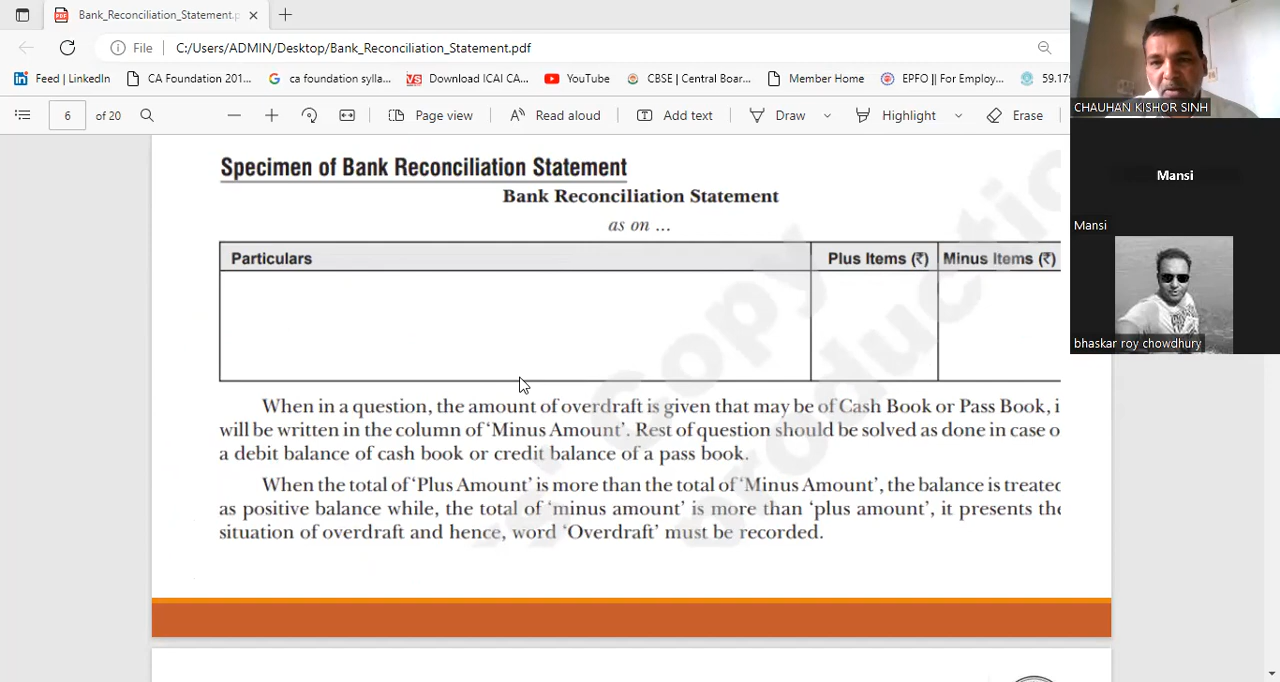 Bank_Reconciliation_Statement.p
File
C:/Users/ADMIN/Desktop/Bank_Reconciliation_Statement.pdf
Feed | LinkedIn
CA Foundation 201...
ca foundation sylla...
Download ICAI CA...
YouTube
CBSE | Central Boar...
Member Home
EPFO || For Employ...
59.179
6
of 20
Page view
Read aloud
Add text
Draw
Highlight
Erase
CHAUHAN KISHOR SINH
Mansi
Mansi
bhaskar roy chowdhury
Specimen of Bank Reconciliation Statement
Bank Reconciliation Statement
as on ...
Particulars
Plus Items (₹)
Minus Items (₹)
When in a question, the amount of overdraft is given that may be of Cash Book or Pass Book, i
will be written in the column of ‘Minus Amount’. Rest of question should be solved as done in case o
a debit balance of cash book or credit balance of a pass book.
When the total of ‘Plus Amount’ is more than the total of ‘Minus Amount’, the balance is treated
as positive balance while, the total of ‘minus amount’ is more than ‘plus amount’, it presents the
situation of overdraft and hence, word ‘Overdraft’ must be recorded.